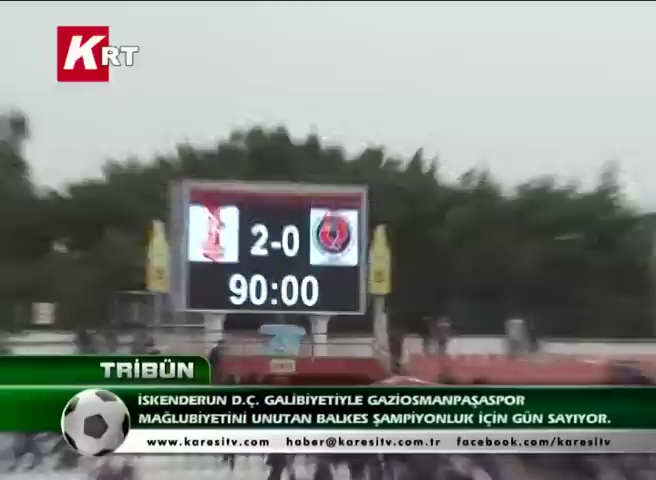 KRT
2-0
90:00
TRİBÜN
İSKENDERUN D.Ç. GALİBİYETİYLE GAZİOSMANPAŞASPOR
MAĞLUBİYETİNİ UNUTAN BALKES ŞAMPİYONLUK İÇİN GÜN SAYIYOR.
www.karesitv.com haber@karesitv.com.tr facebook.com/karesitv